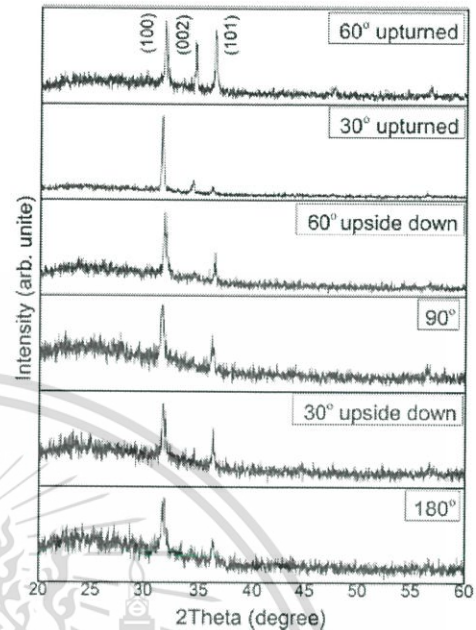 (100) (002) (101)
60° upturned
30° upturned
60° upside down
90°
30° upside down
180°
Intensity (arb. unite)
20 25 30 35 40 45 50 55 60
2Theta (degree)